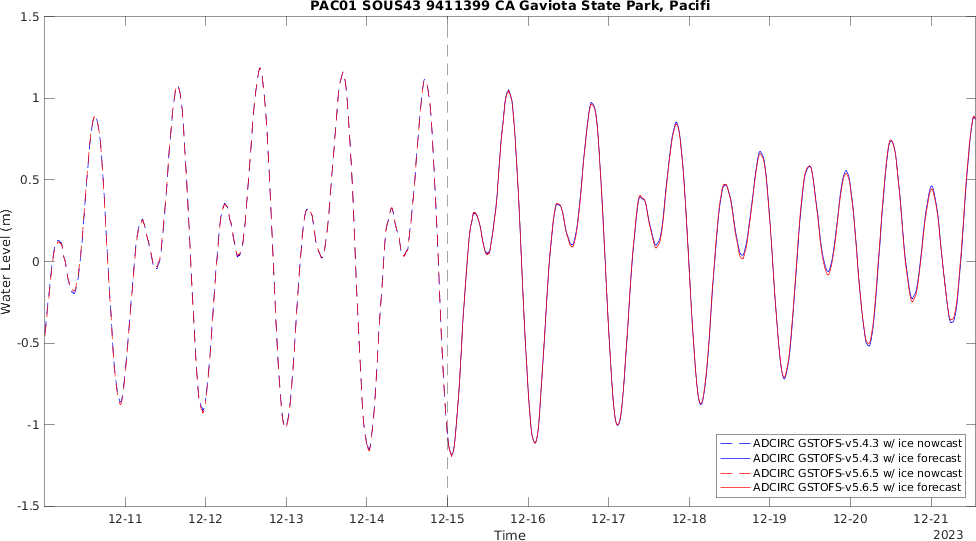 PAC01 SOUS43 9411399 CA Gaviota State Park, Pacifi
1.5
1
0.5
0
-0.5
-1
-1.5
Water Level (m)
12-11
12-12
12-13
12-14
12-15
12-16
12-17
12-18
12-19
12-20
12-21
Time
2023
ADCIRC GSTOFS-v5.4.3 w/ ice nowcast
ADCIRC GSTOFS-v5.4.3 w/ ice forecast
ADCIRC GSTOFS-v5.6.5 w/ ice nowcast
ADCIRC GSTOFS-v5.6.5 w/ ice forecast